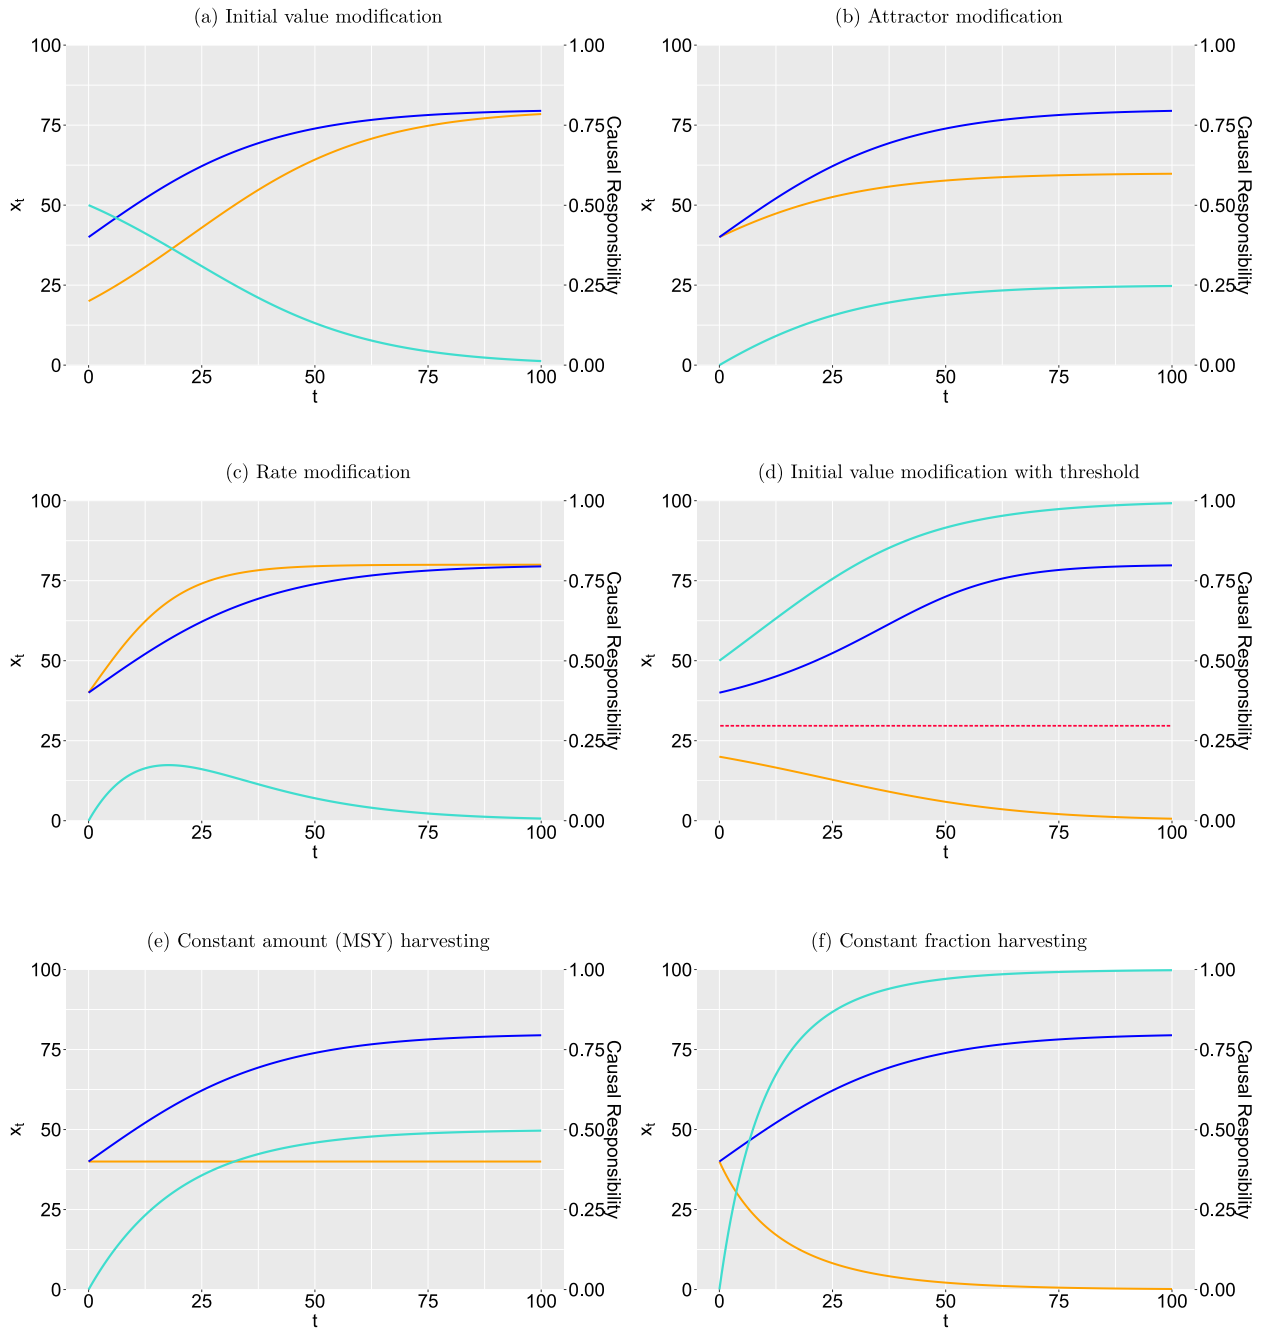 (a) Initial value modification
100
75
50
25
0
x_t
1.00
0.75
0.50
0.25
0.00
Causal Responsibility
0 25 50 75 100
t
(b) Attractor modification
100
75
50
25
0
x_t
1.00
0.75
0.50
0.25
0.00
Causal Responsibility
0 25 50 75 100
t
(c) Rate modification
100
75
50
25
0
x_t
1.00
0.75
0.50
0.25
0.00
Causal Responsibility
0 25 50 75 100
t
(d) Initial value modification with threshold
100
75
50
25
0
x_t
1.00
0.75
0.50
0.25
0.00
Causal Responsibility
0 25 50 75 100
t
(e) Constant amount (MSY) harvesting
100
75
50
25
0
x_t
1.00
0.75
0.50
0.25
0.00
Causal Responsibility
0 25 50 75 100
t
(f) Constant fraction harvesting
100
75
50
25
0
x_t
1.00
0.75
0.50
0.25
0.00
Causal Responsibility
0 25 50 75 100
t